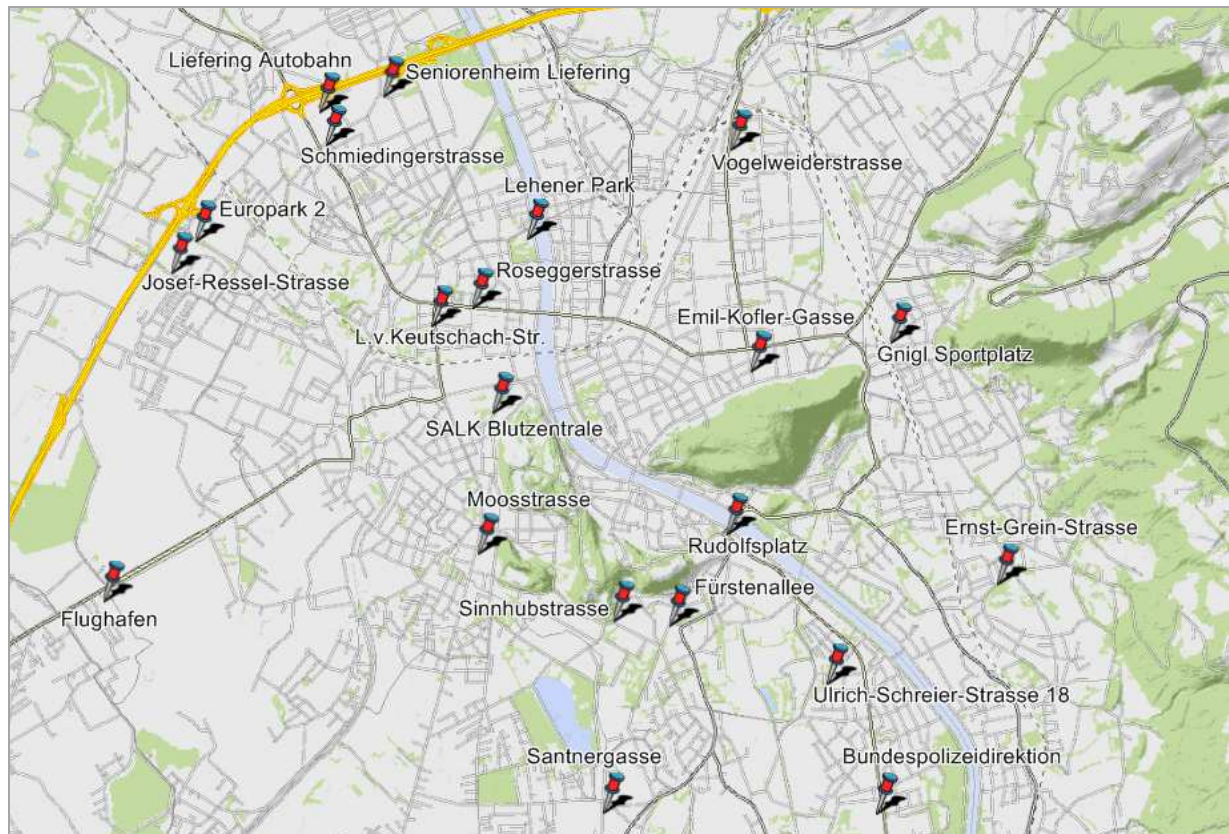 Liefering Autobahn
Seniorenheim Liefering
Schmiedingerstrasse
Vogelweiderstrasse
Lehener Park
Europark 2
Josef-Ressel-Strasse
Roseggerstrasse
L.v.Keutschach-Str.
Emil-Kofler-Gasse
Gnigl Sportplatz
SALK Blutzentrale
Moosstrasse
Rudolfsplatz
Ernst-Grein-Strasse
Flughafen
Sinnhubstrasse
Fürstenallee
Ulrich-Schreier-Strasse 18
Santnergasse
Bundespolizeidirektion